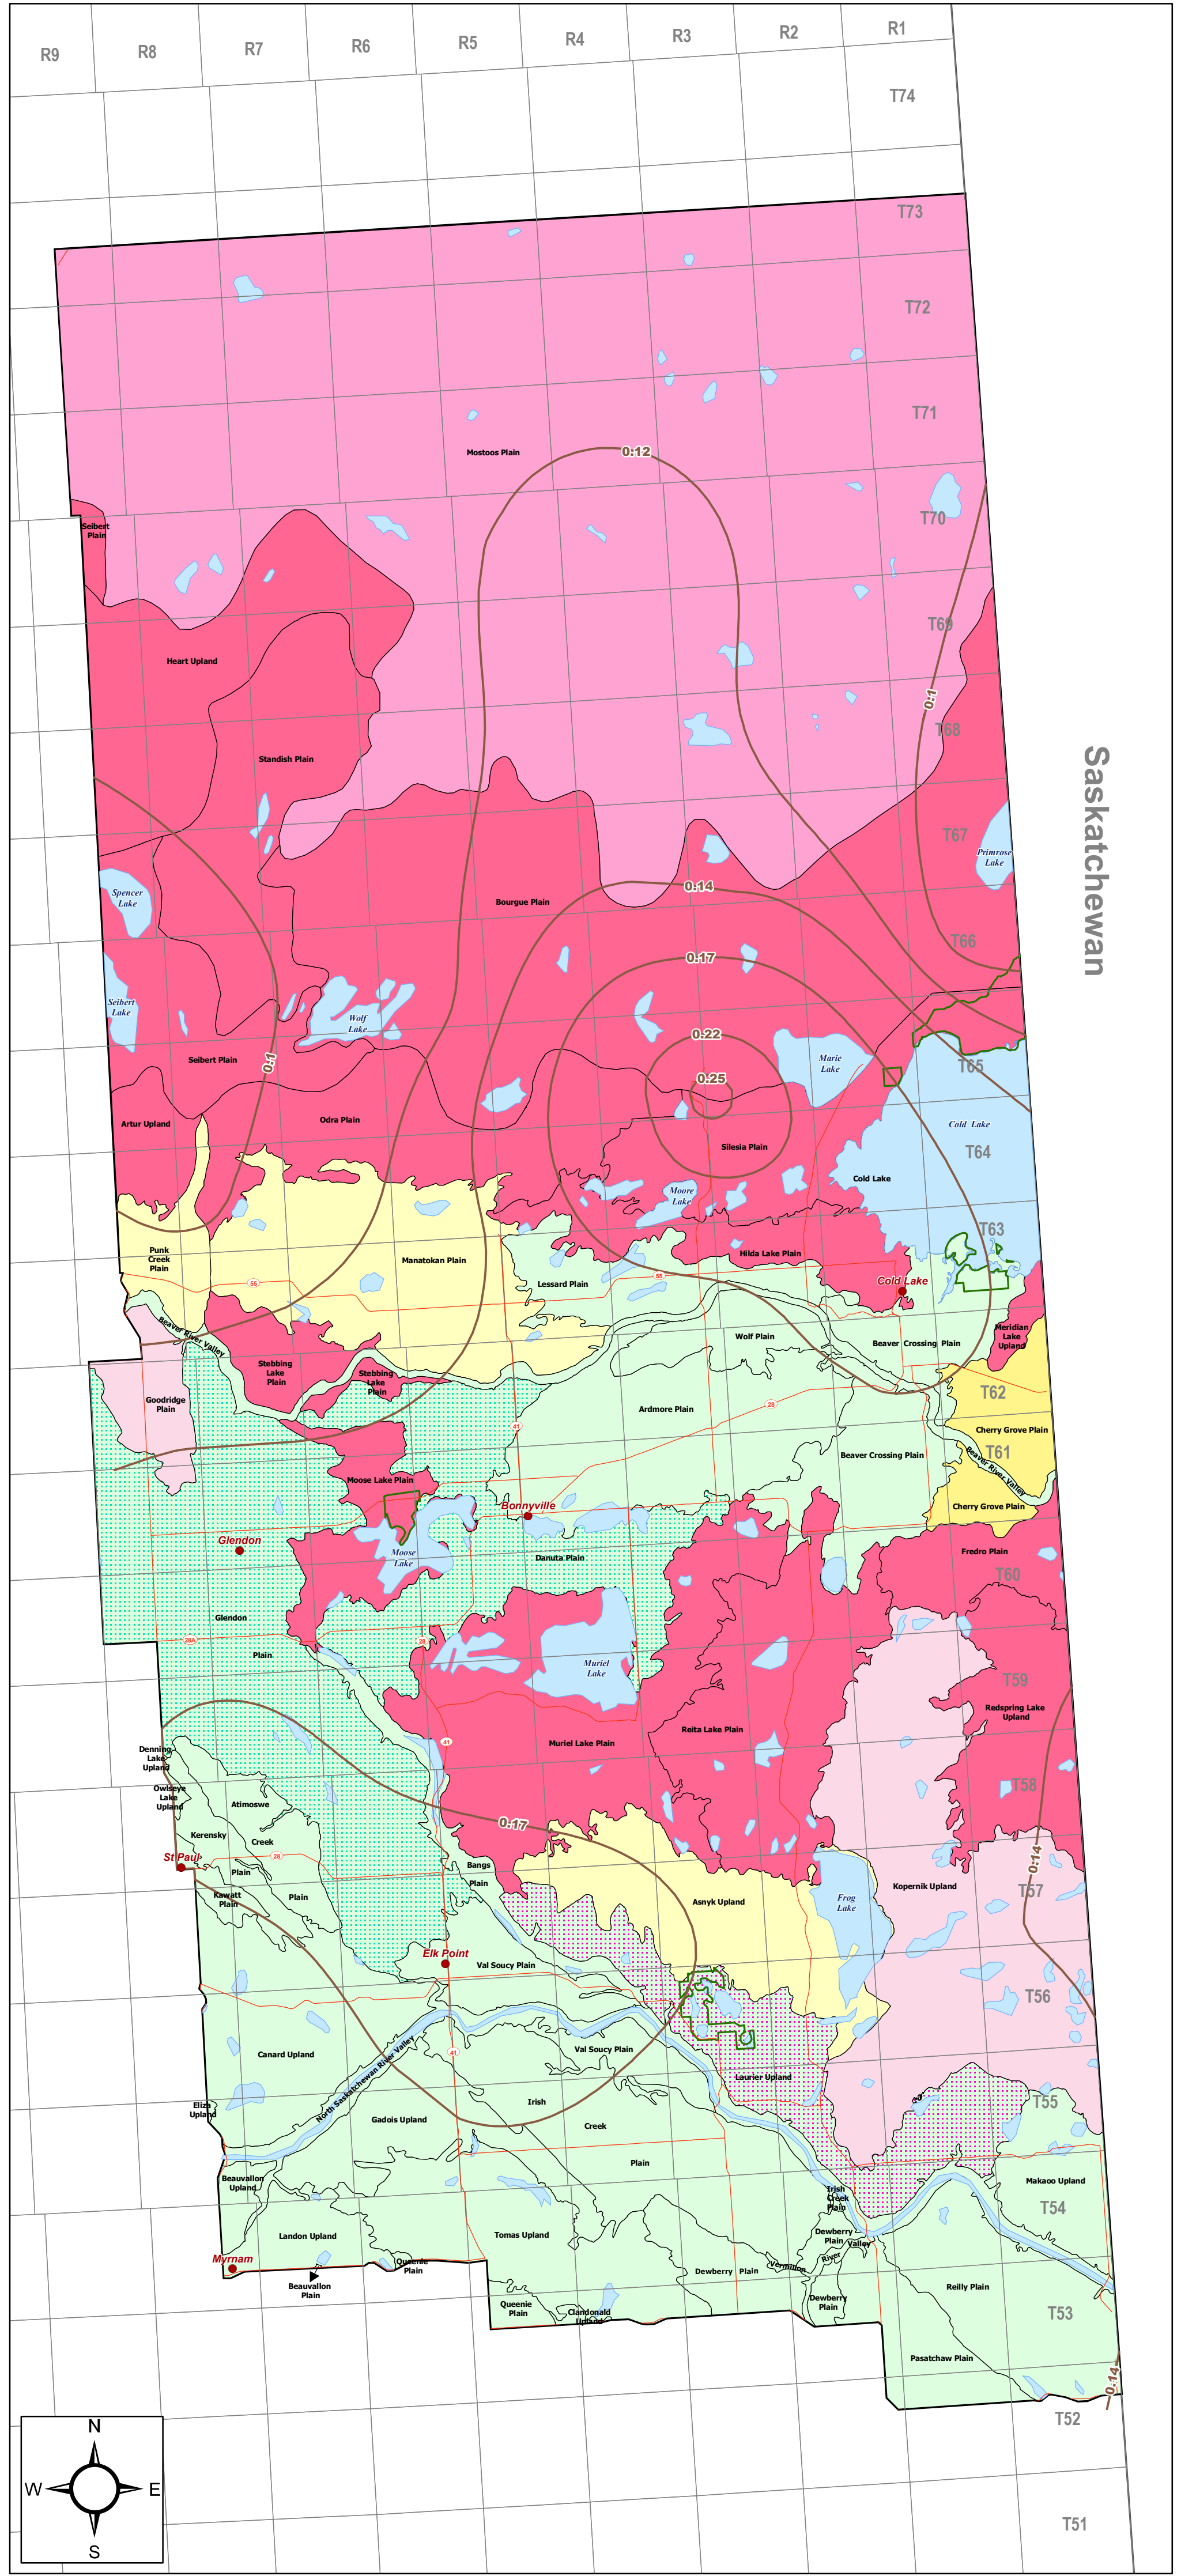 R9
R8
R7
R6
R5
R4
R3
R2
R1
T74
T73
T72
T71
Mostoos Plain
0.12
T70
Seibert
Plain
T69
Heart Upland
0.1
T68
Standish Plain
Saskatchewan
T67
Primrose
Lake
Spencer
Lake
0.14
Bourgue Plain
T66
0.17
Seibert
Lake
Wolf
Lake
0.22
Marie
Lake
Seibert Plain
0.1
T65
0.25
Artur Upland
Odra Plain
Cold Lake
Silesia Plain
T64
Cold Lake
Moore
Lake
T63
Punk
Creek
Plain
Manatokan Plain
Hilda Lake Plain
55
Lessard Plain
55
Cold Lake
Beaver River Valley
Wolf Plain
Beaver Crossing Plain
Meridian
Lake
Upland
Stebbing
Lake
Plain
Stebbing
Lake
Plain
T62
Goodridge
Plain
Ardmore Plain
28
41
Cherry Grove Plain
T61
Beaver Crossing Plain
Beaver River Valley
Moose Lake Plain
Bonnyville
Cherry Grove Plain
Glendon
Moose
Lake
Danuta Plain
Fredro Plain
T60
Glendon
28A
28
Plain
Muriel
Lake
T59
Redspring Lake
Upland
Reita Lake Plain
41
Muriel Lake Plain
Denning
Lake
Upland
Owlseye
Lake
Upland
T58
Atimoswe
0.17
Kerensky
Creek
St Paul
28
0.14
Bangs
Plain
Plain
Plain
Kawatt
Plain
Kopernik Upland
T57
Asnyk Upland
Frog
Lake
Elk Point
Val Soucy Plain
T56
Canard Upland
41
Val Soucy Plain
North Saskatchewan River Valley
Laurier Upland
Irish
T55
Eliza
Upland
Gadois Upland
Creek
Plain
Beauvallon
Upland
Makaoo Upland
Irish
Creek
Plain
T54
Landon Upland
Tomas Upland
Dewberry
Plain
Valley
River
Vermilion
Myrnam
Queenie
Plain
Dewberry Plain
Beauvallon
Plain
Reilly Plain
Queenie
Plain
Dewberry
Plain
Clandonald
Upland
T53
Pasatchaw Plain
0.14
T52
N
W
E
S
T51